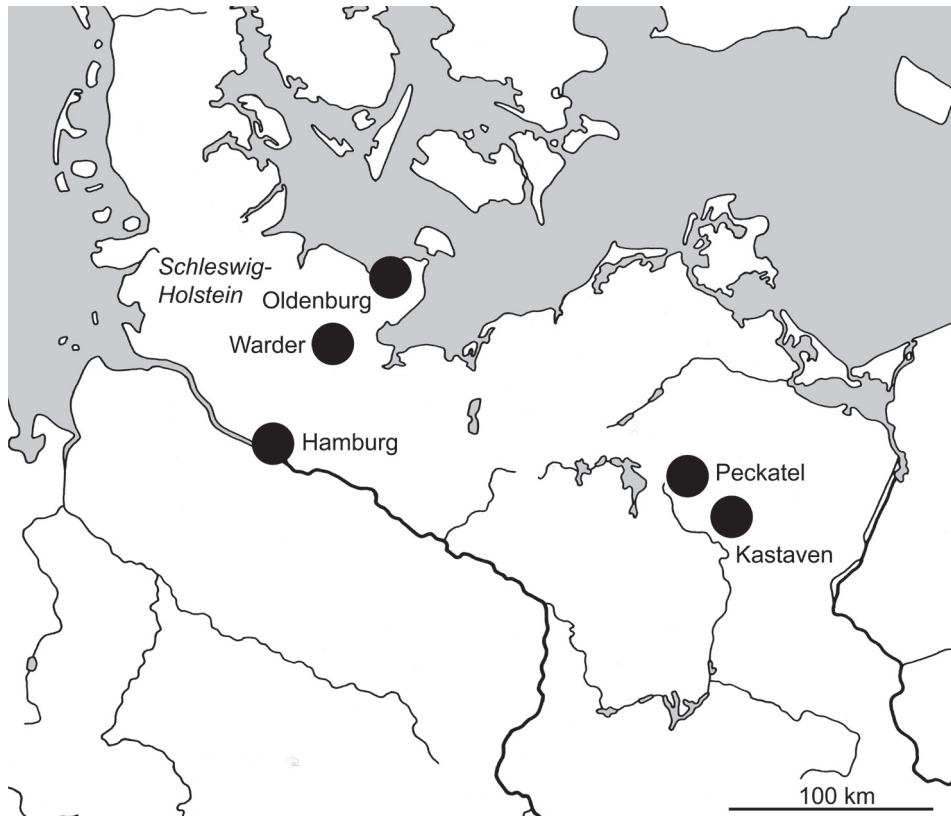 Schleswig-
Holstein
Oldenburg
Warder
Hamburg
Peckatel
Kastaven
100 km